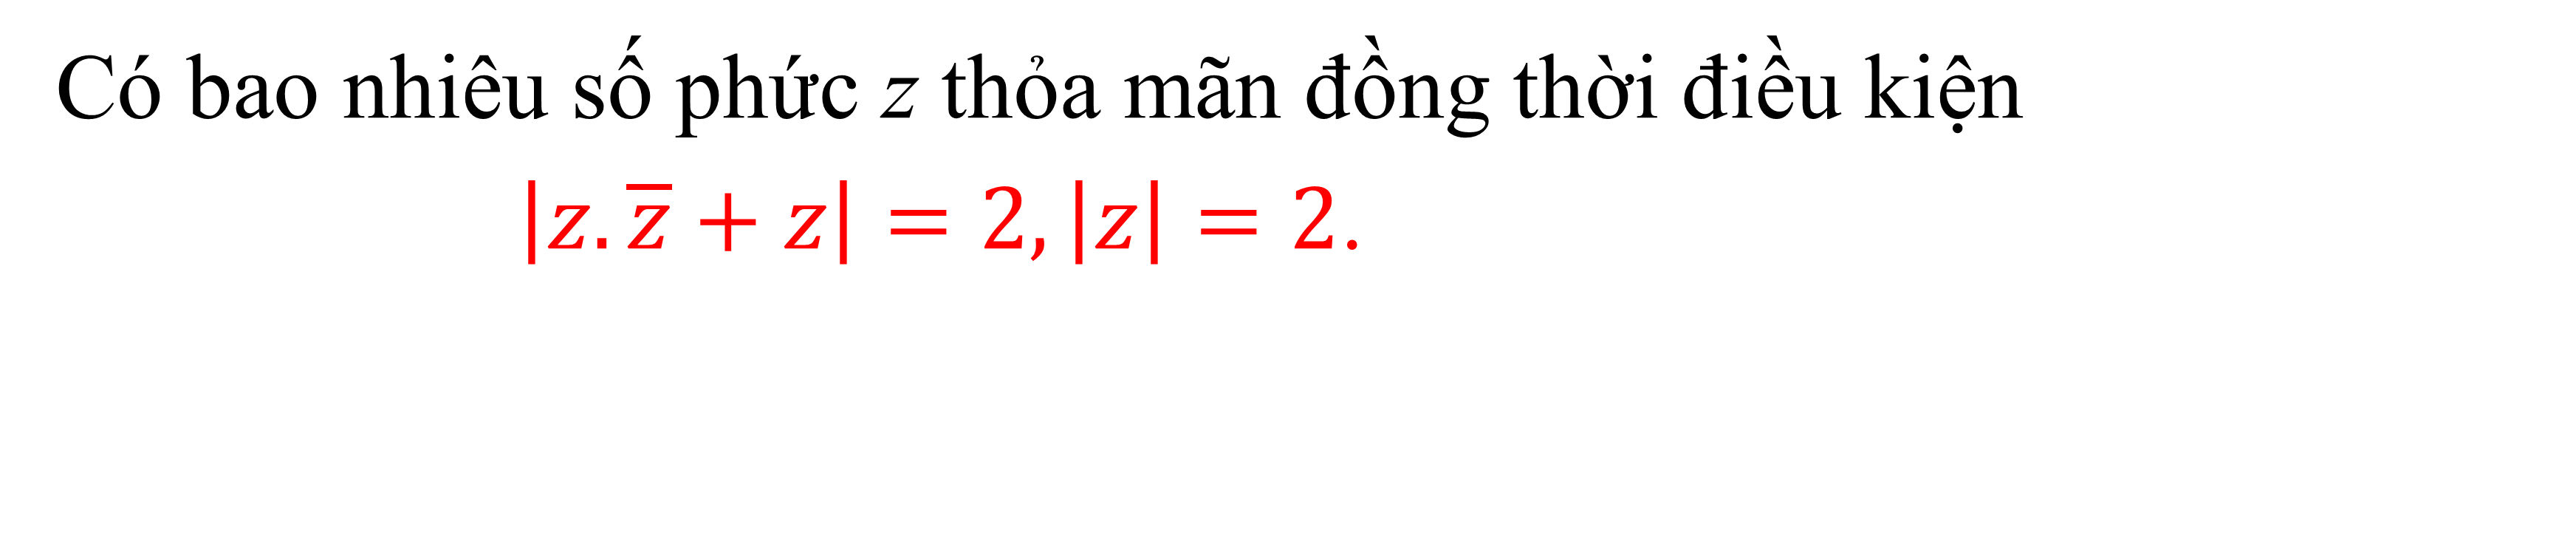 Có bao nhiêu số phức z thỏa mãn đồng thời điều kiện
|z.z̅ + z| = 2, |z| = 2.